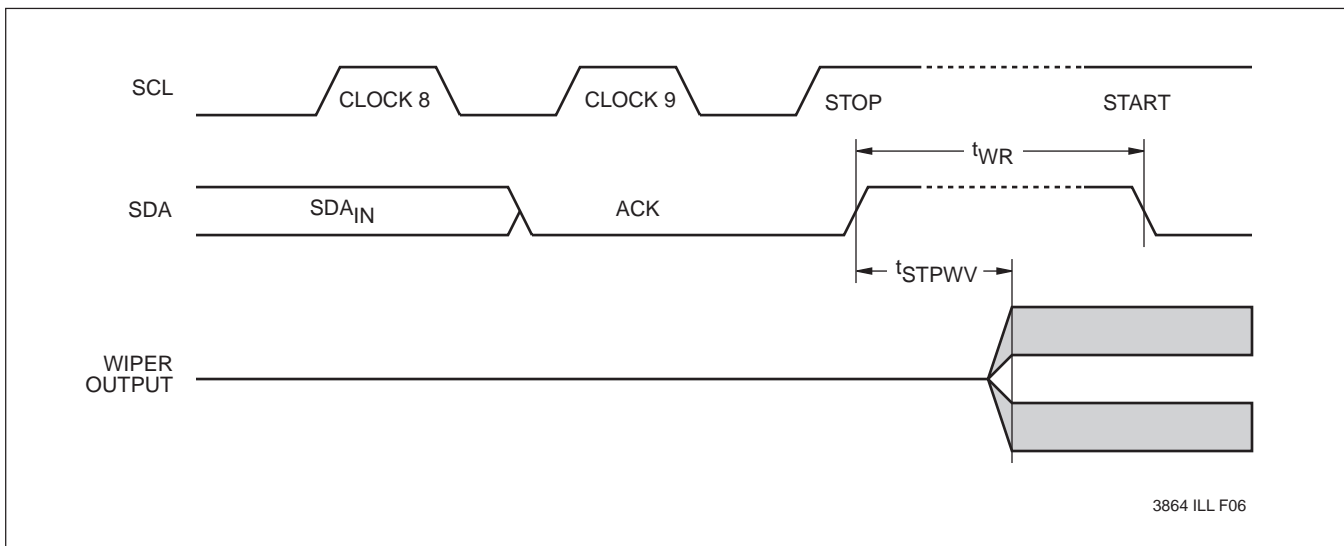 SCL
CLOCK 8
CLOCK 9
STOP
START
tWR
SDA
SDAIN
ACK
tSTPWV
WIPER
OUTPUT
3864 ILL F06